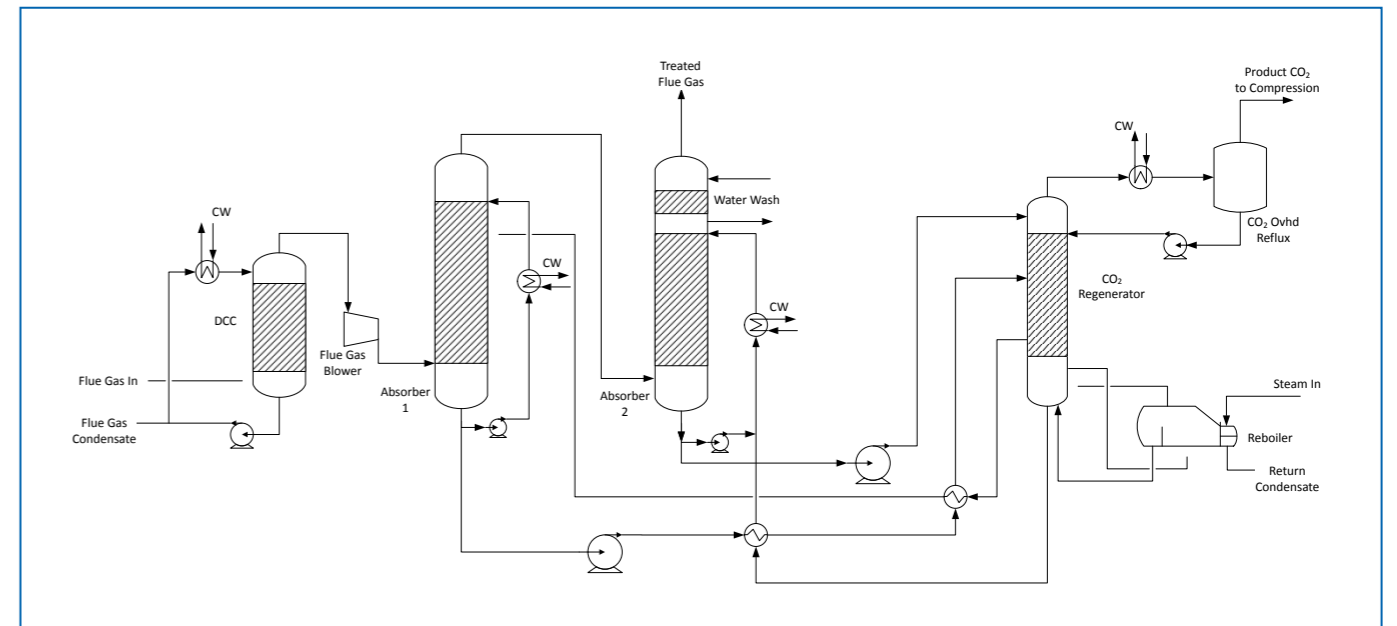 Treated
Flue Gas
Product CO₂
to Compression
CW
Water Wash
CW
CO₂ Ovhd
Reflux
CW
CO₂
Regenerator
CW
DCC
Flue Gas
Blower
Flue Gas In
Absorber
1
Absorber
2
Steam In
Flue Gas
Condensate
Reboiler
Return
Condensate